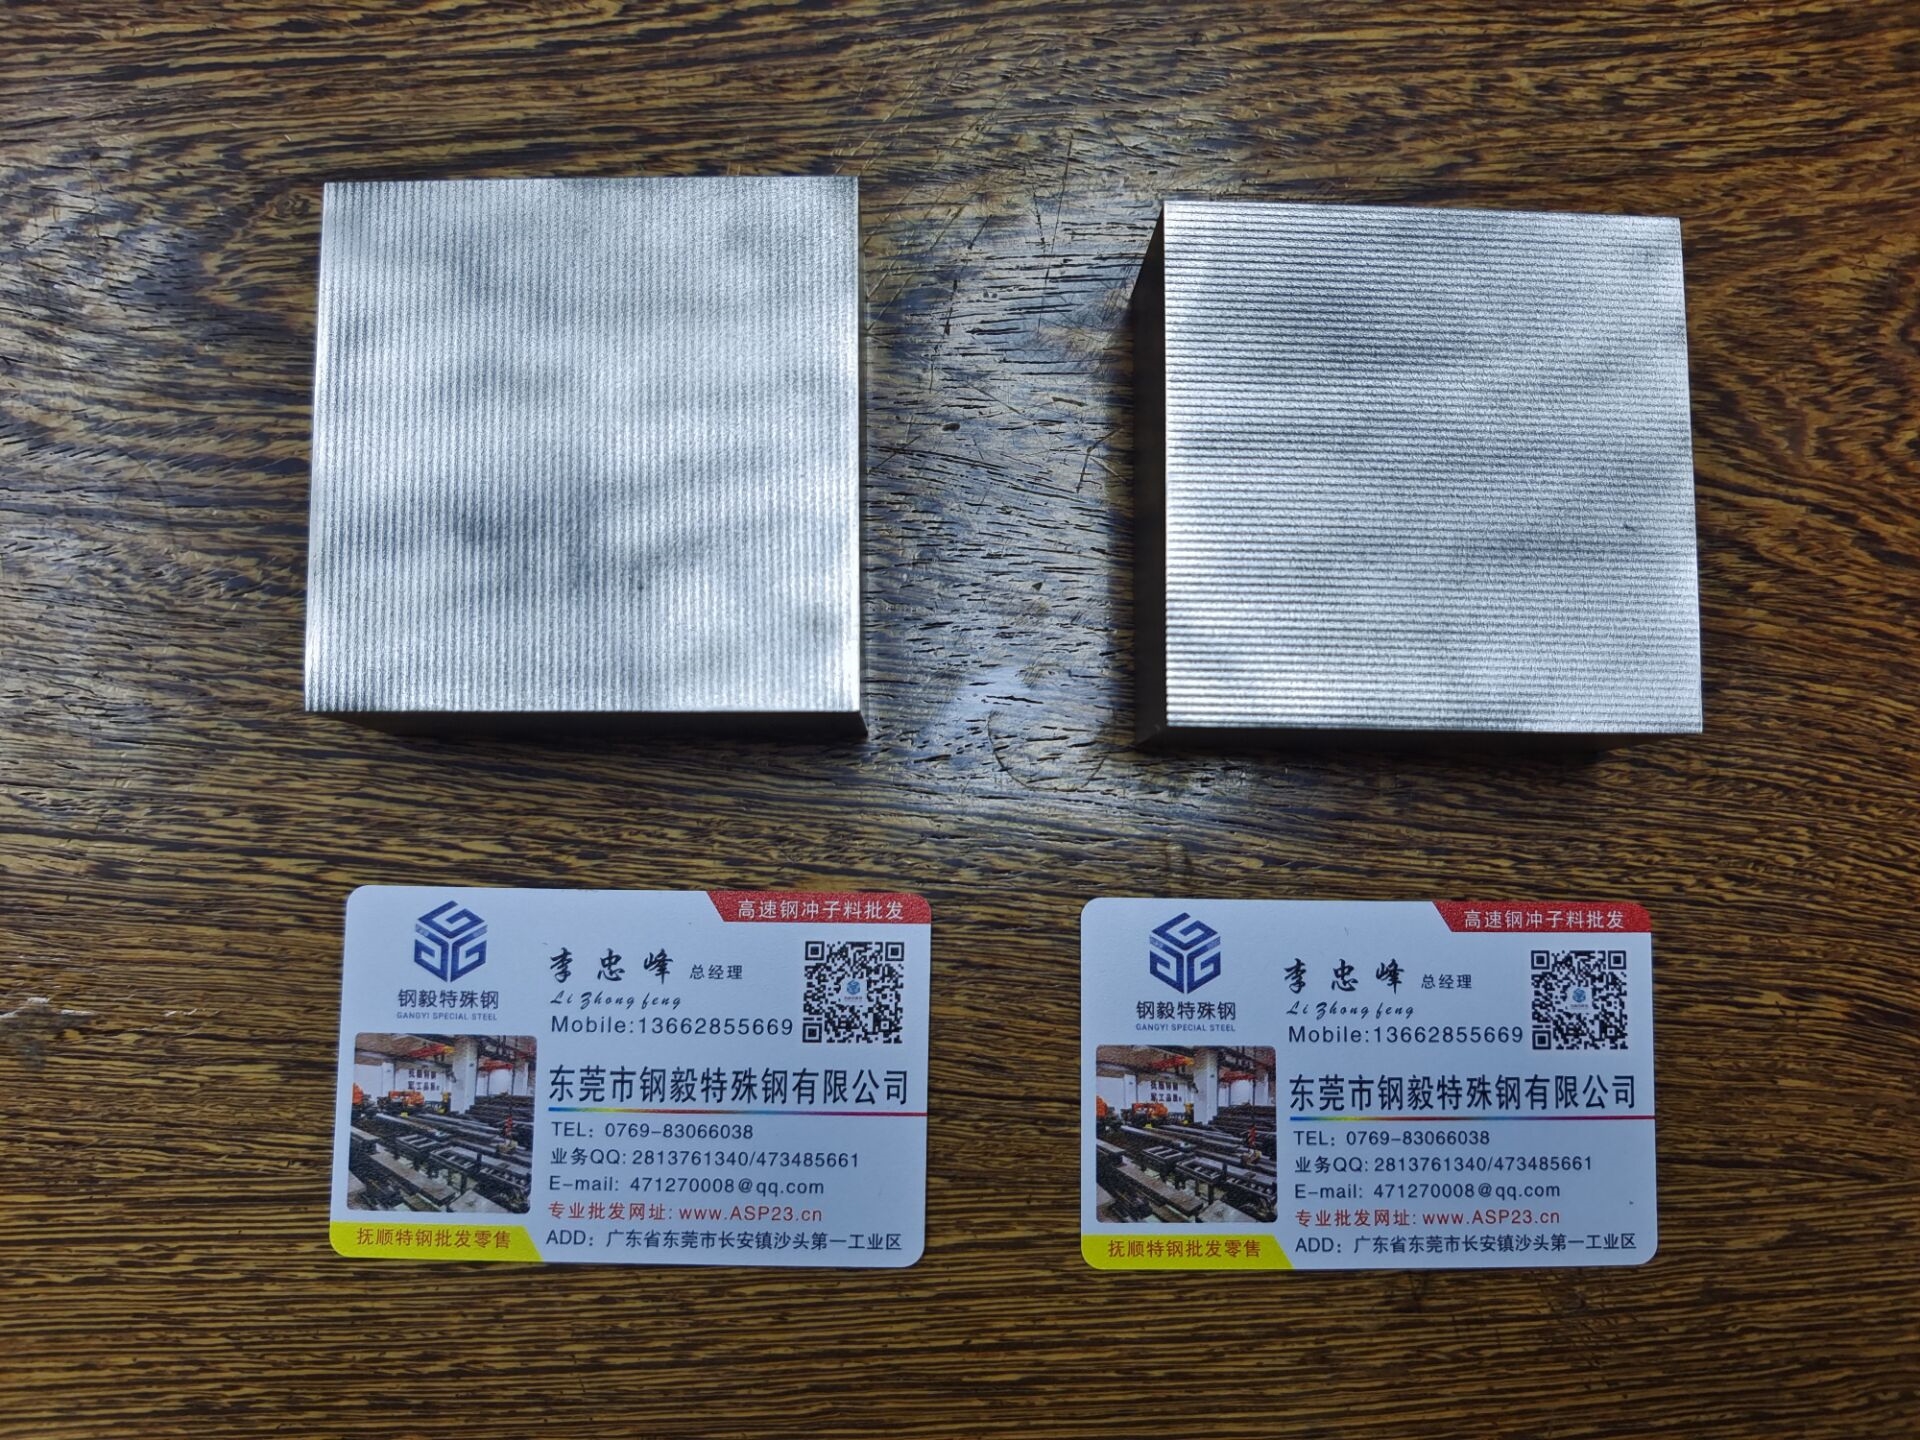 高速钢冲子料批发
李忠峰 总经理
Li Zhong feng
钢毅特殊钢
GANGYI SPECIAL STEEL
Mobile:13662855669
东莞市钢毅特殊钢有限公司
TEL: 0769-83066038
业务QQ: 2813761340/473485661
E-mail: 471270008@qq.com
专业批发网址: www.ASP23.cn
抚顺特钢批发零售
ADD: 广东省东莞市长安镇沙头第一工业区
高速钢冲子料批发
李忠峰 总经理
Li Zhong feng
钢毅特殊钢
GANGYI SPECIAL STEEL
Mobile:13662855669
东莞市钢毅特殊钢有限公司
TEL: 0769-83066038
业务QQ: 2813761340/473485661
E-mail: 471270008@qq.com
专业批发网址: www.ASP23.cn
抚顺特钢批发零售
ADD: 广东省东莞市长安镇沙头第一工业区